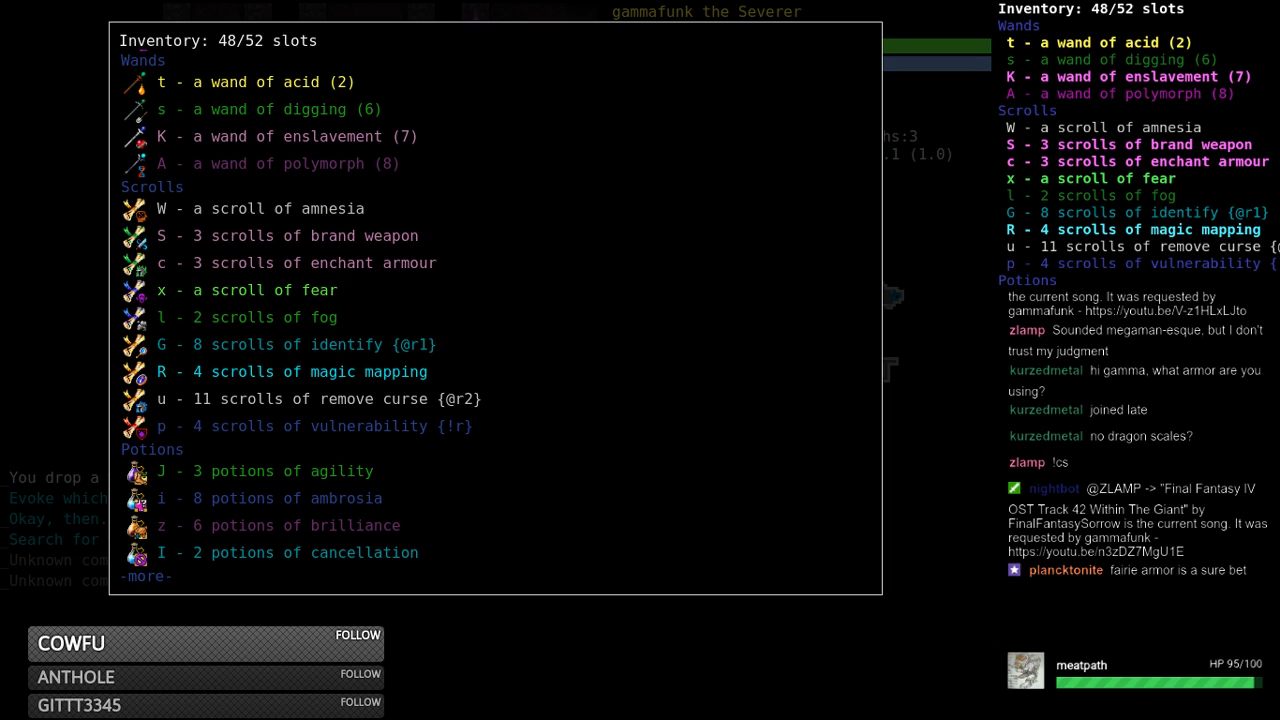 gammafunk the Severer
Inventory: 48/52 slots
Wands
t - a wand of acid (2)
s - a wand of digging (6)
K - a wand of enslavement (7)
A - a wand of polymorph (8)
Scrolls
W - a scroll of amnesia
S - 3 scrolls of brand weapon
c - 3 scrolls of enchant armour
x - a scroll of fear
l - 2 scrolls of fog
G - 8 scrolls of identify {@r1}
R - 4 scrolls of magic mapping
u - 11 scrolls of remove curse {@r2}
p - 4 scrolls of vulnerability {!r}
Potions
J - 3 potions of agility
i - 8 potions of ambrosia
z - 6 potions of brilliance
I - 2 potions of cancellation
-more-
hs:3
.1 (1.0)
You drop a
Evoke which
Okay, then.
Search for
Unknown com
Unknown com
Inventory: 48/52 slots
Wands
t - a wand of acid (2)
s - a wand of digging (6)
K - a wand of enslavement (7)
A - a wand of polymorph (8)
Scrolls
W - a scroll of amnesia
S - 3 scrolls of brand weapon
c - 3 scrolls of enchant armour
x - a scroll of fear
l - 2 scrolls of fog
G - 8 scrolls of identify {@r1}
R - 4 scrolls of magic mapping
u - 11 scrolls of remove curse {@
p - 4 scrolls of vulnerability {
Potions
the current song. It was requested by
gammafunk - https://youtu.be/V-z1HLxLJto
zlamp Sounded megaman-esque, but I don't
trust my judgment
kurzedmetal hi gamma, what armor are you
using?
kurzedmetal joined late
kurzedmetal no dragon scales?
zlamp !cs
nightbot @ZLAMP -> "Final Fantasy IV
OST Track 42 Within The Giant" by
FinalFantasySorrow is the current song. It was
requested by gammafunk -
https://youtu.be/n3zDZ7MgU1E
plancktonite fairie armor is a sure bet
COWFU FOLLOW
ANTHOLE FOLLOW
GITTT3345 FOLLOW
meatpath HP 95/100